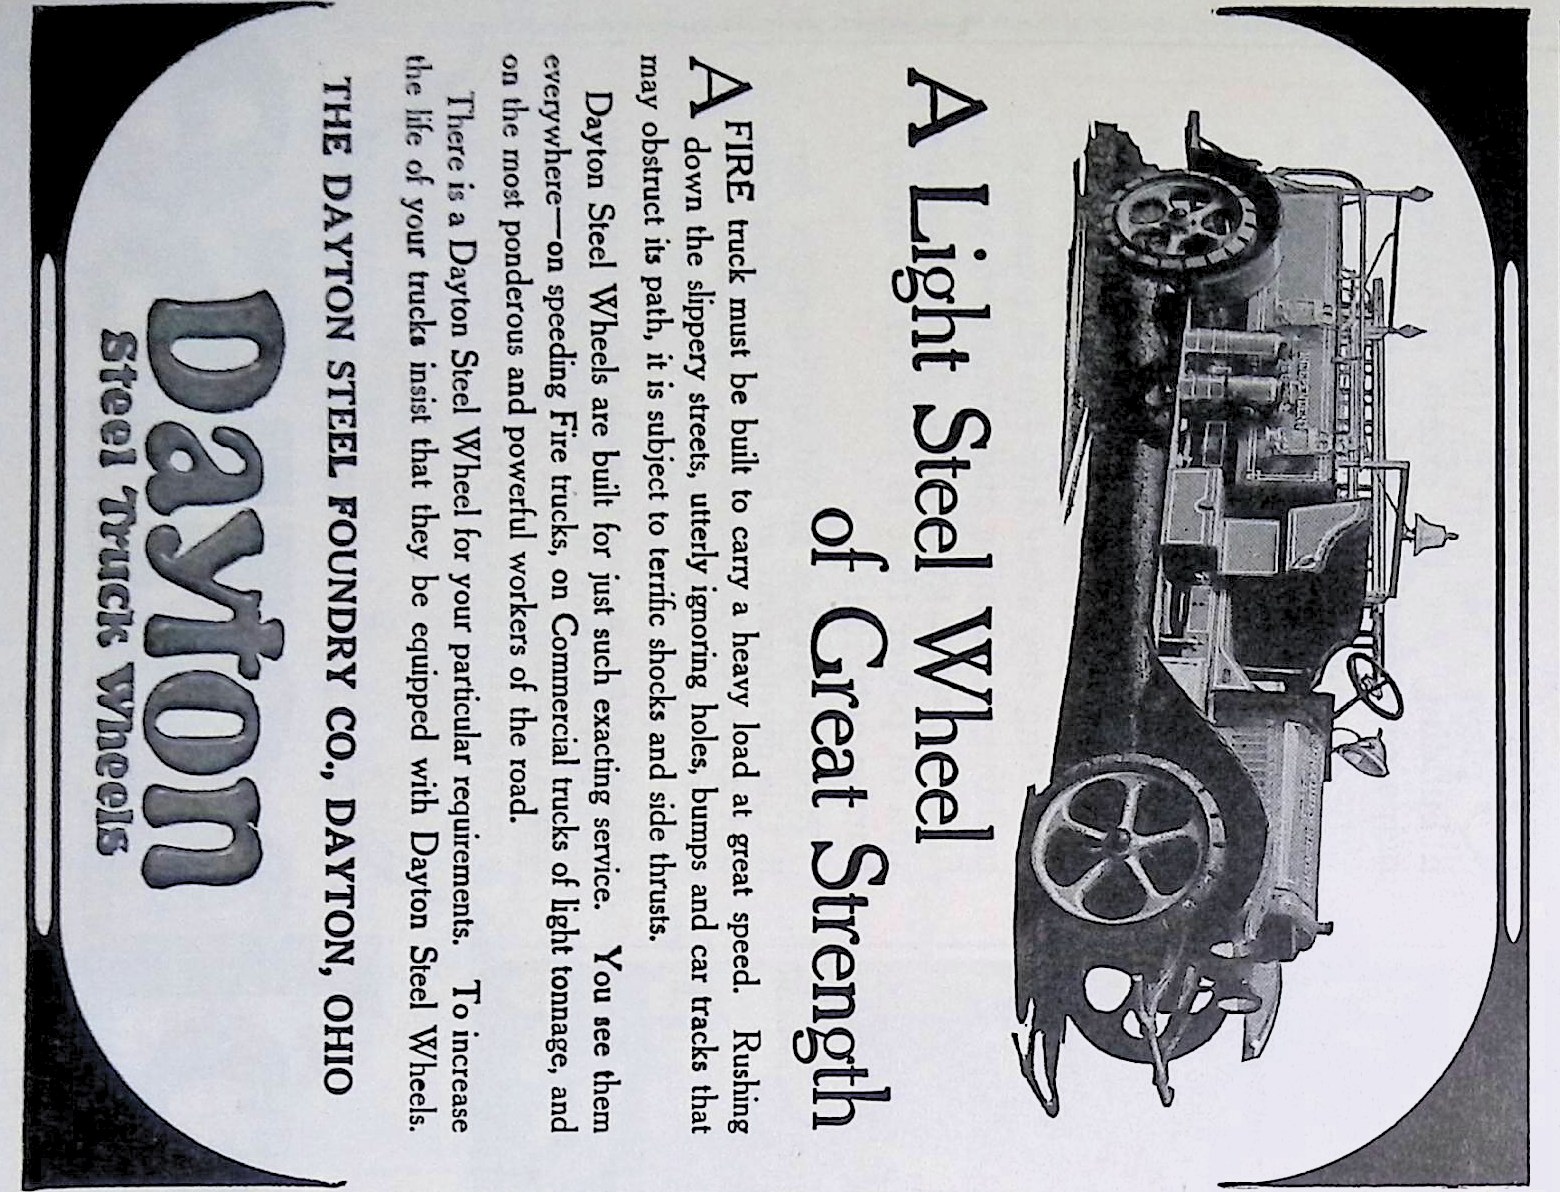 A Light Steel Wheel
of Great Strength
A FIRE truck must be built to carry a heavy load at great speed. Rushing
down the slippery streets, utterly ignoring holes, bumps and car tracks that
may obstruct its path, it is subject to terrific shocks and side thrusts.
Dayton Steel Wheels are built for just such exacting service. You see them
everywhere—on speeding Fire trucks, on Commercial trucks of light tonnage, and
on the most ponderous and powerful workers of the road.
There is a Dayton Steel Wheel for your particular requirements. To increase
the life of your trucks insist that they be equipped with Dayton Steel Wheels.
THE DAYTON STEEL FOUNDRY CO., DAYTON, OHIO
Dayton
Steel Truck Wheels